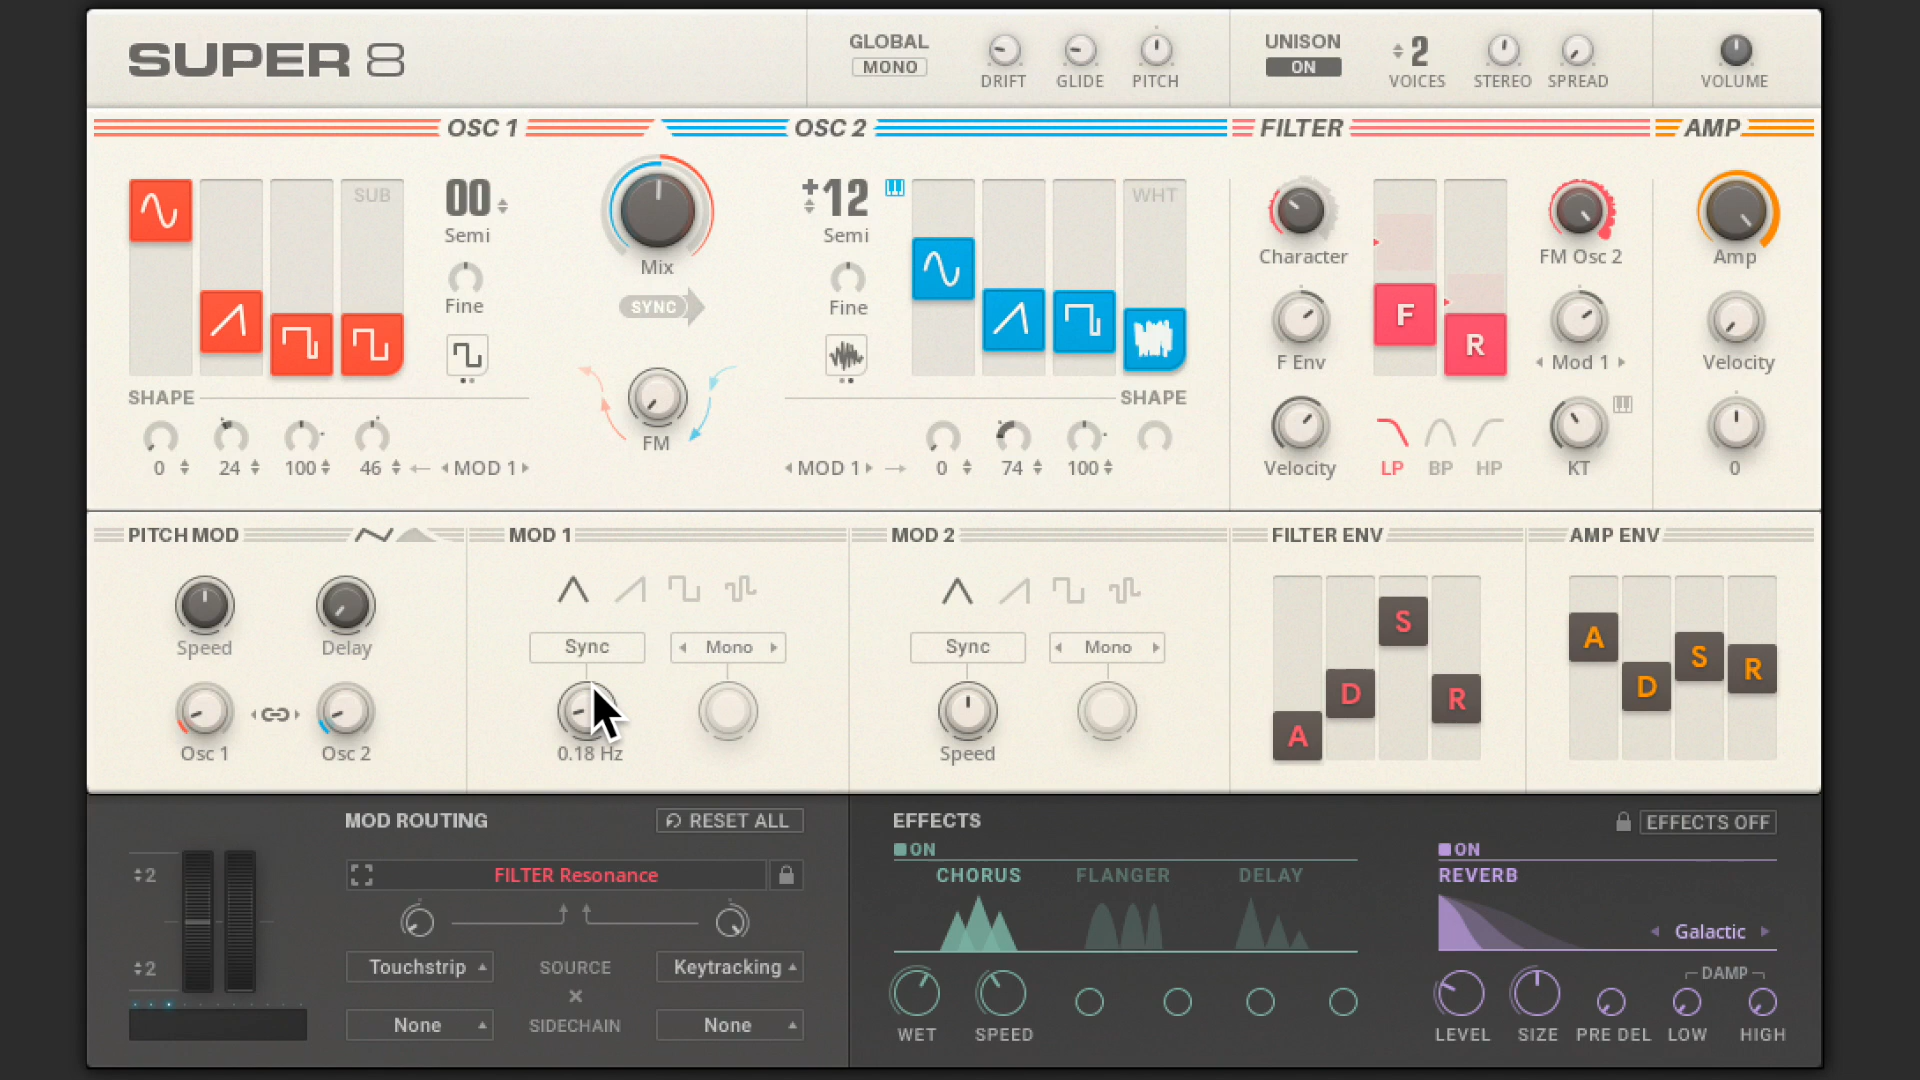 SUPER 8
GLOBAL
MONO
DRIFT
GLIDE
PITCH
UNISON
ON
2
VOICES
STEREO
SPREAD
VOLUME
OSC 1
OSC 2
FILTER
AMP
SUB
00
Semi
Fine
Mix
SYNC
FM
+12
Semi
Fine
WHT
SHAPE
0
24
100
46
MOD 1
MOD 1
SHAPE
0
74
100
Character
F Env
Velocity
F
R
LP
BP
HP
FM Osc 2
Mod 1
KT
Amp
Velocity
0
PITCH MOD
Speed
Delay
Osc 1
Osc 2
MOD 1
Sync
Mono
0.18 Hz
MOD 2
Sync
Mono
Speed
FILTER ENV
A
D
S
R
AMP ENV
A
D
S
R
2
2
MOD ROUTING
RESET ALL
FILTER Resonance
Touchstrip
SOURCE
Keytracking
×
None
SIDECHAIN
None
EFFECTS
EFFECTS OFF
ON
CHORUS
FLANGER
DELAY
WET
SPEED
ON
REVERB
Galactic
DAMP
LEVEL
SIZE
PRE DEL
LOW
HIGH